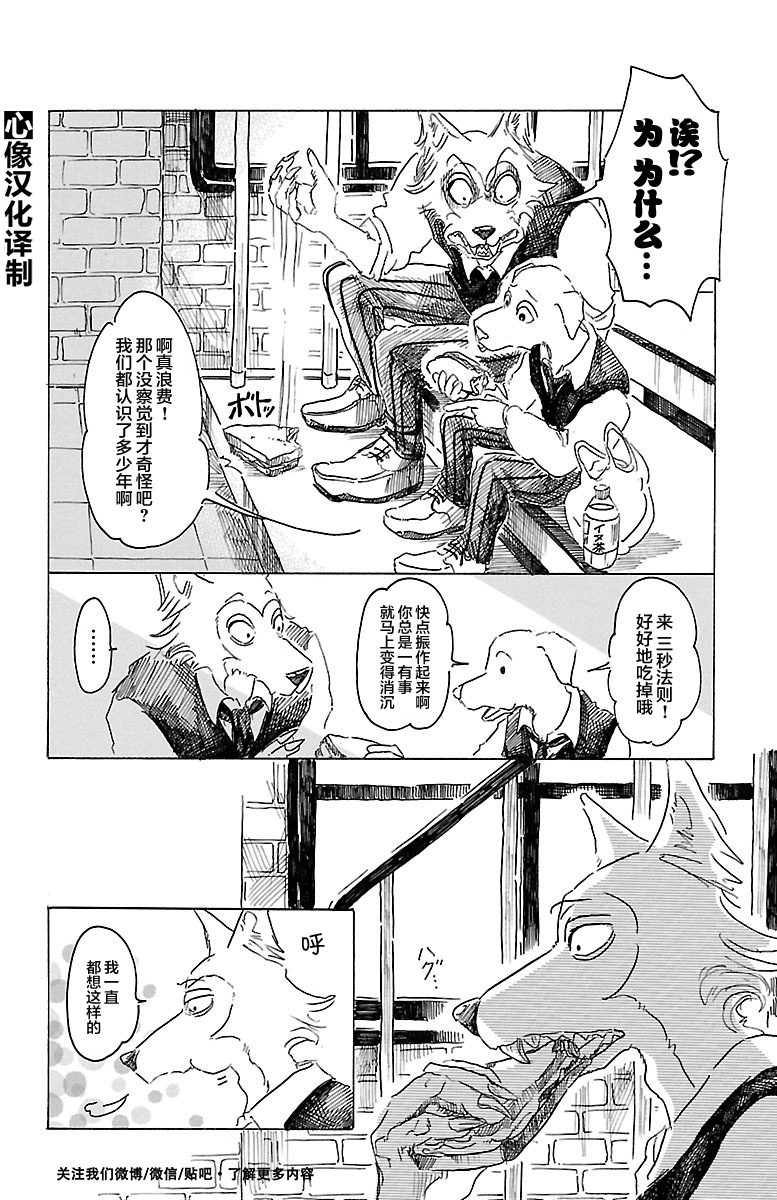 心像汉化译制
诶!?
为 为什么…
啊真浪费！
那个没察觉到才奇怪吧？
我们都认识了多少年啊
ボトッ
イヌ茶
来 三秒法则！
好好地吃掉哦
快点振作起来啊
你总是一有事
就马上变得消沉
……
ハグ…
呼
我一直
都想这样的
关注我们微博/微信/贴吧·了解更多内容